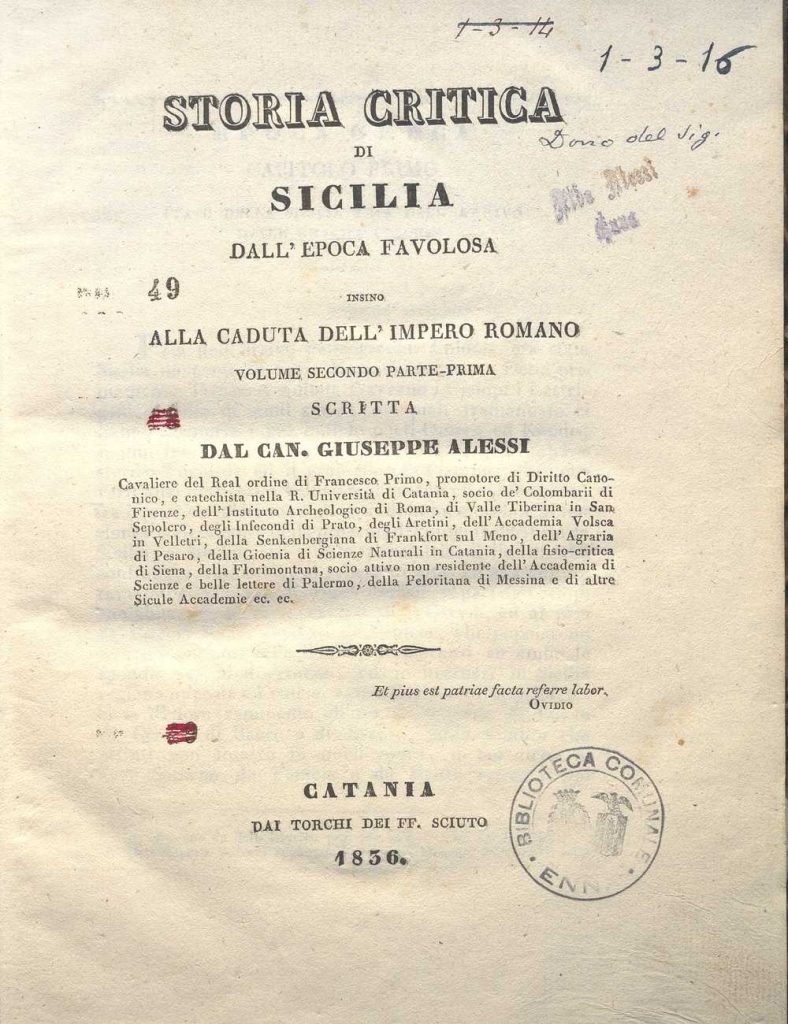 1-3-14
1-3-16
STORIA CRITICA
Dono del Sig.
DI
Alessi
SICILIA
DALL' EPOCA FAVOLOSA
49
INSINO
ALLA CADUTA DELL' IMPERO ROMANO
VOLUME SECONDO PARTE-PRIMA
SCRITTA
DAL CAN. GIUSEPPE ALESSI
Cavaliere del Real ordine di Francesco Primo, promotore di Diritto Cano-
nico, e catechista nella R. Università di Catania, socio de' Colombarii di
Firenze, dell' Instituto Archeologico di Roma, di Valle Tiberina in San
Sepolcro, degli Infecondi di Prato, degli Aretini, dell' Accademia Volsca
in Velletri, della Senkenbergiana di Frankfort sul Meno, dell' Agraria
di Pesaro, della Gioenia di Scienze Naturali in Catania, della fisio-critica
di Siena, della Florimontana, socio attivo non residente dell' Accademia di
Scienze e belle lettere di Palermo, della Peloritana di Messina e di altre
Sicule Accademie ec. ec.
Et pius est patriae facta referre labor.
OVIDIO
CATANIA
DAI TORCHI DEI FF. SCIUTO
1836.
BIBLIOTECA COMUNALE
ENNA